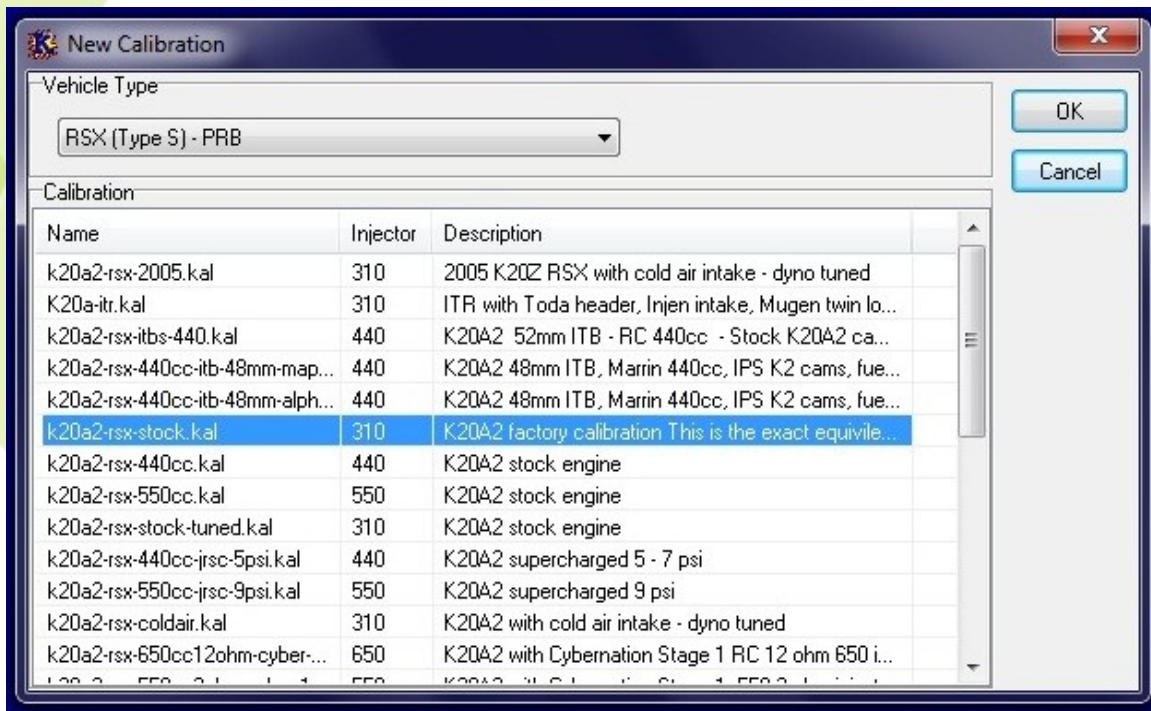 New Calibration
Vehicle Type
RSX (Type S) - PRB
OK
Cancel
Calibration
Name Injector Description
k20a2-rsx-2005.kal 310 2005 K20Z RSX with cold air intake - dyno tuned
K20a-itr.kal 310 ITR with Toda header, Injen intake, Mugen twin lo...
k20a2-rsx-itbs-440.kal 440 K20A2 52mm ITB - RC 440cc - Stock K20A2 ca...
k20a2-rsx-440cc-itb-48mm-map... 440 K20A2 48mm ITB, Marrin 440cc, IPS K2 cams, fue...
k20a2-rsx-440cc-itb-48mm-alph... 440 K20A2 48mm ITB, Marrin 440cc, IPS K2 cams, fue...
k20a2-rsx-stock.kal 310 K20A2 factory calibration This is the exact equivile...
k20a2-rsx-440cc.kal 440 K20A2 stock engine
k20a2-rsx-550cc.kal 550 K20A2 stock engine
k20a2-rsx-stock-tuned.kal 310 K20A2 stock engine
k20a2-rsx-440cc-jrsc-5psi.kal 440 K20A2 supercharged 5 - 7 psi
k20a2-rsx-550cc-jrsc-9psi.kal 550 K20A2 supercharged 9 psi
k20a2-rsx-coldair.kal 310 K20A2 with cold air intake - dyno tuned
k20a2-rsx-650cc12ohm-cyber-... 650 K20A2 with Cybernation Stage 1 RC 12 ohm 650 i...